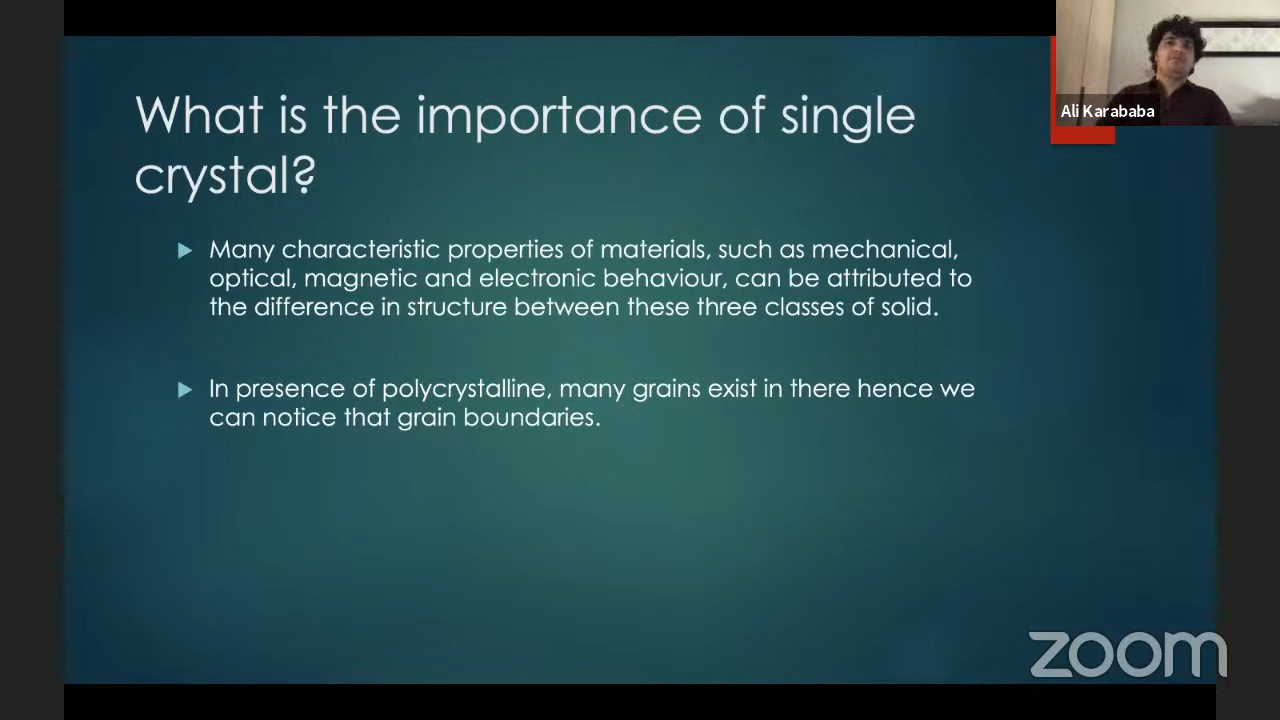 What is the importance of single
crystal?
Many characteristic properties of materials, such as mechanical,
optical, magnetic and electronic behaviour, can be attributed to
the difference in structure between these three classes of solid.
In presence of polycrystalline, many grains exist in there hence we
can notice that grain boundaries.
Ali Karababa
zoom